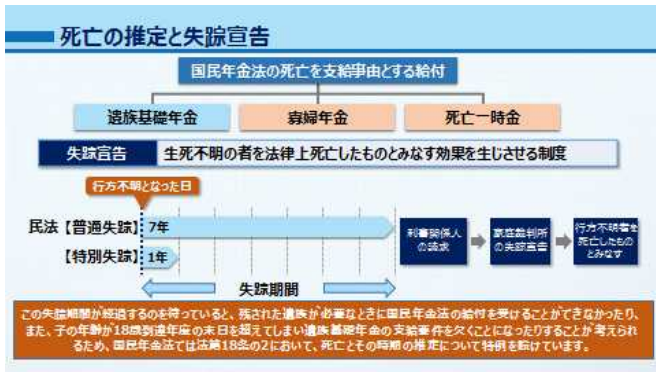 死亡の推定と失踪宣告
国民年金法の死亡を支給事由とする給付
遺族基礎年金
寡婦年金
死亡一時金
失踪宣告
生死不明の者を法律上死亡したものとみなす効果を生じさせる制度
行方不明となった日
民法【普通失踪】
7年
【特別失踪】
1年
失踪期間
利害関係人
の請求
家庭裁判所
の失踪宣告
行方不明者を
死亡したもの
とみなす
この失踪期間が経過するのを待っていると、残された遺族が必要なときに国民年金法の給付を受けることができなかったり、
また、子の年齢が18歳到達年度の末日を超えてしまい遺族基礎年金の支給要件を欠くことになったりすることが考えられ
るため、国民年金法では法第18条の2において、死亡とその時期の推定について特例を設けています。